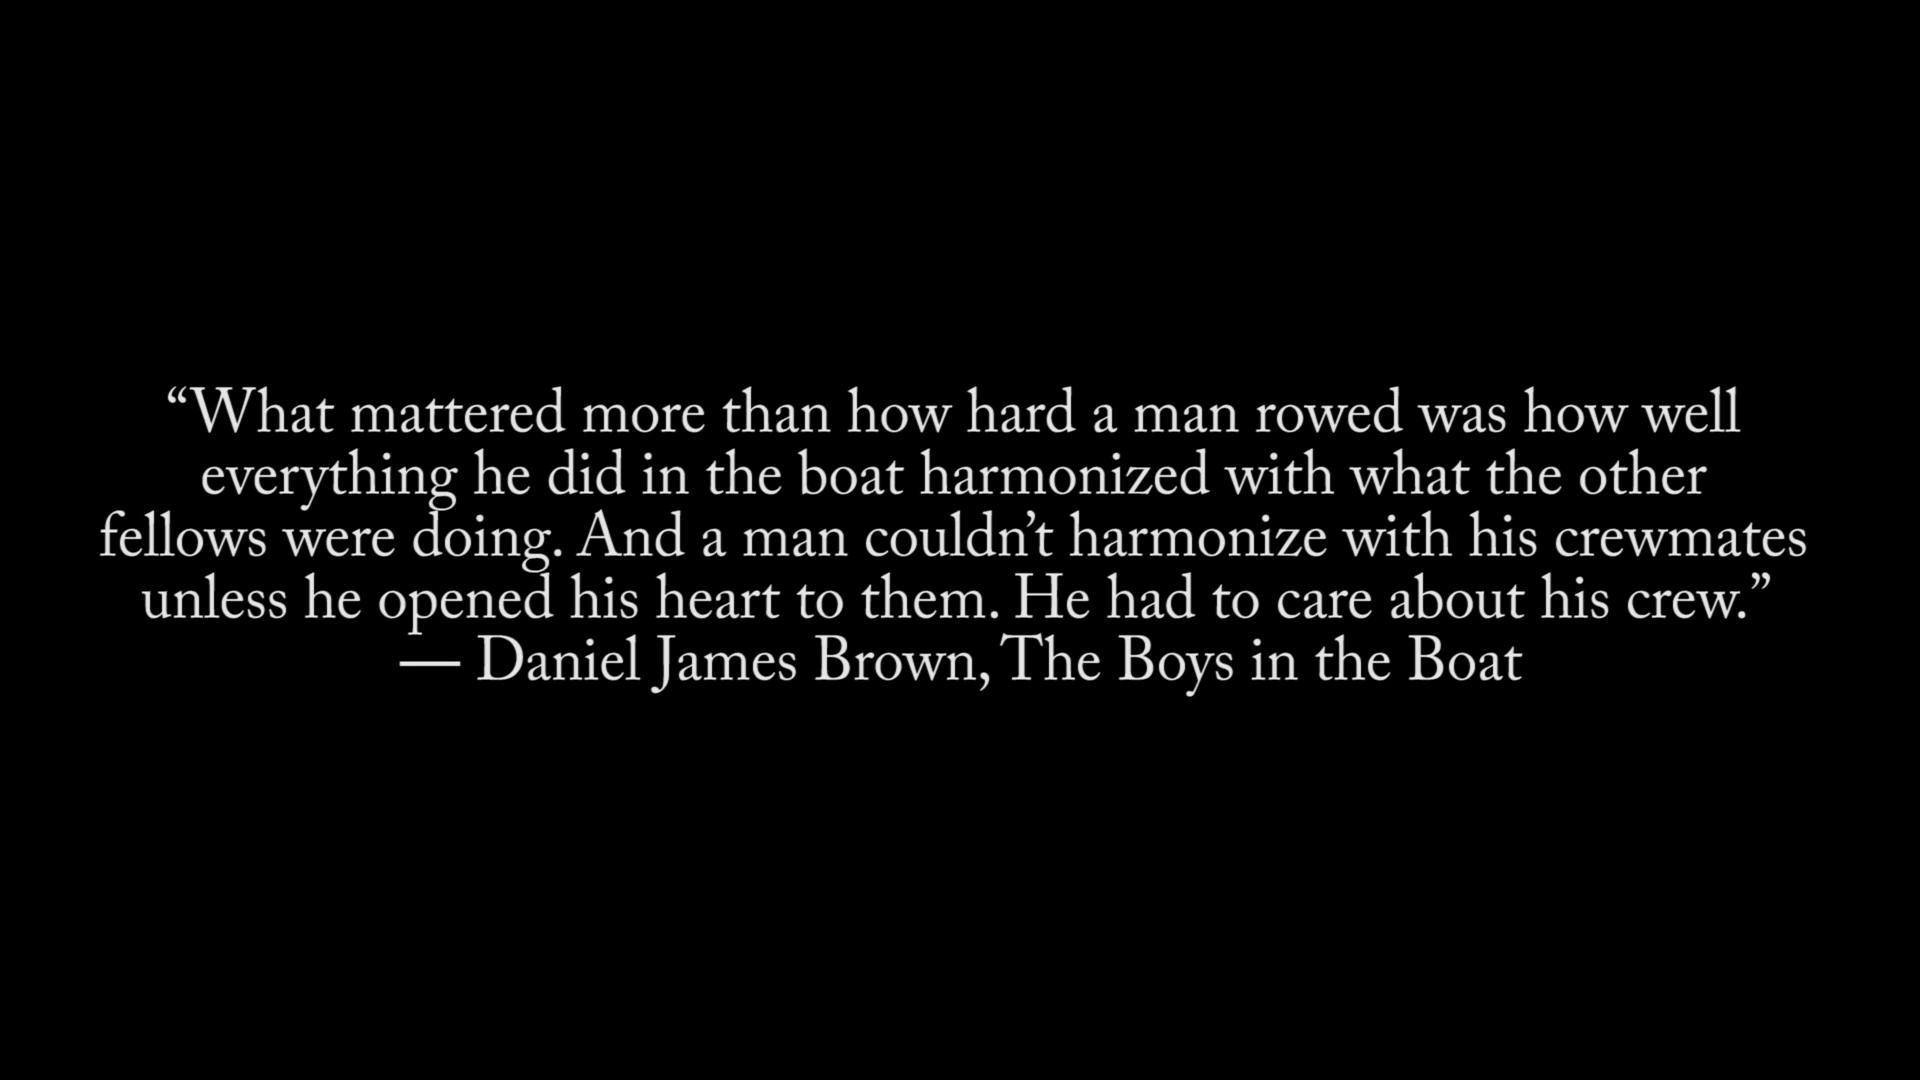 “What mattered more than how hard a man rowed was how well
everything he did in the boat harmonized with what the other
fellows were doing. And a man couldn’t harmonize with his crewmates
unless he opened his heart to them. He had to care about his crew.”
— Daniel James Brown, The Boys in the Boat